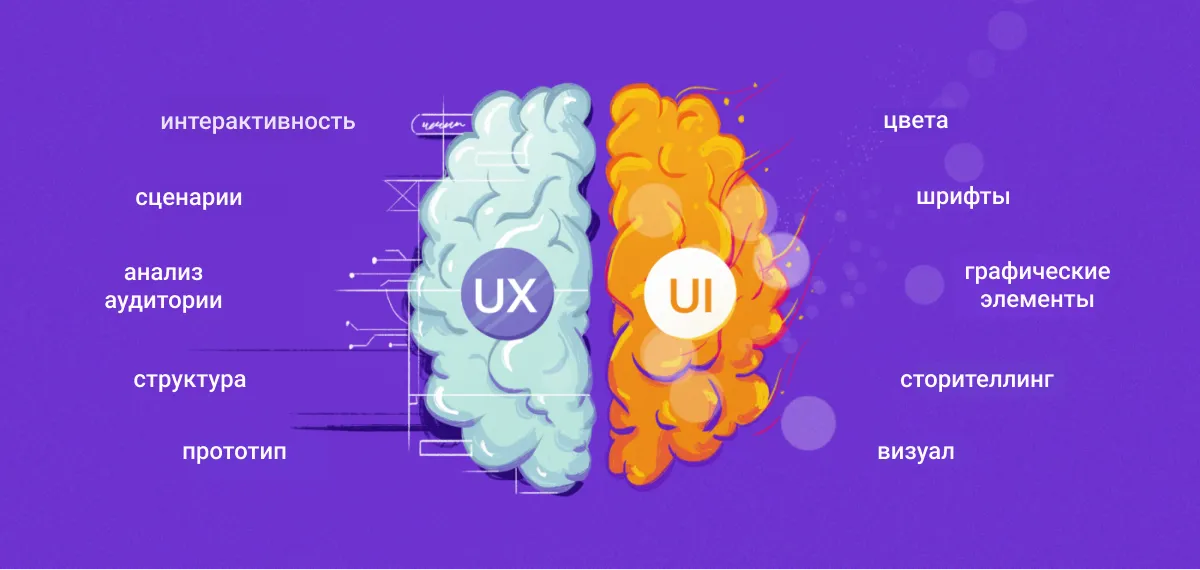 интерактивность
сценарии
анализ
аудитории
структура
прототип
UX
UI
цвета
шрифты
графические
элементы
сторителлинг
визуал